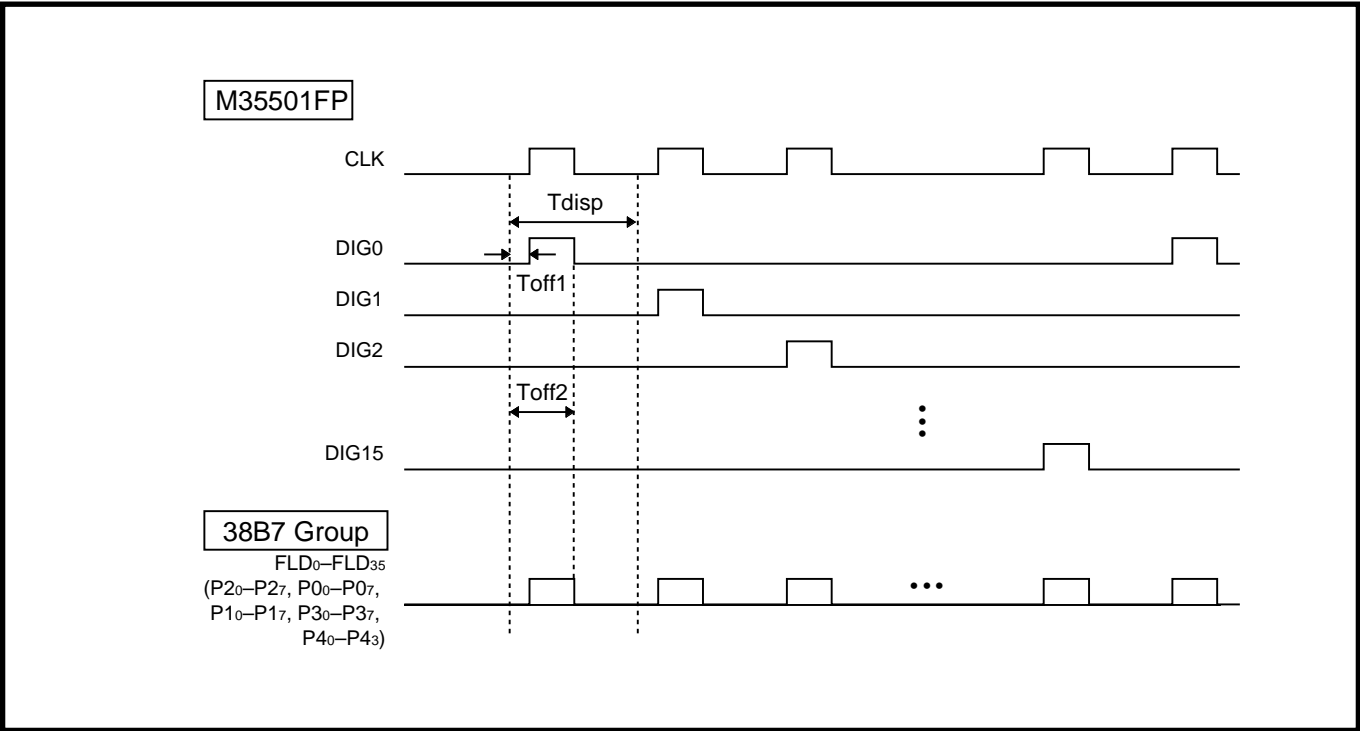 M35501FP
CLK
Tdisp
DIG0
Toff1
DIG1
DIG2
Toff2
DIG15
38B7 Group
FLD0–FLD35
(P20–P27, P00–P07,
P10–P17, P30–P37,
P40–P43)